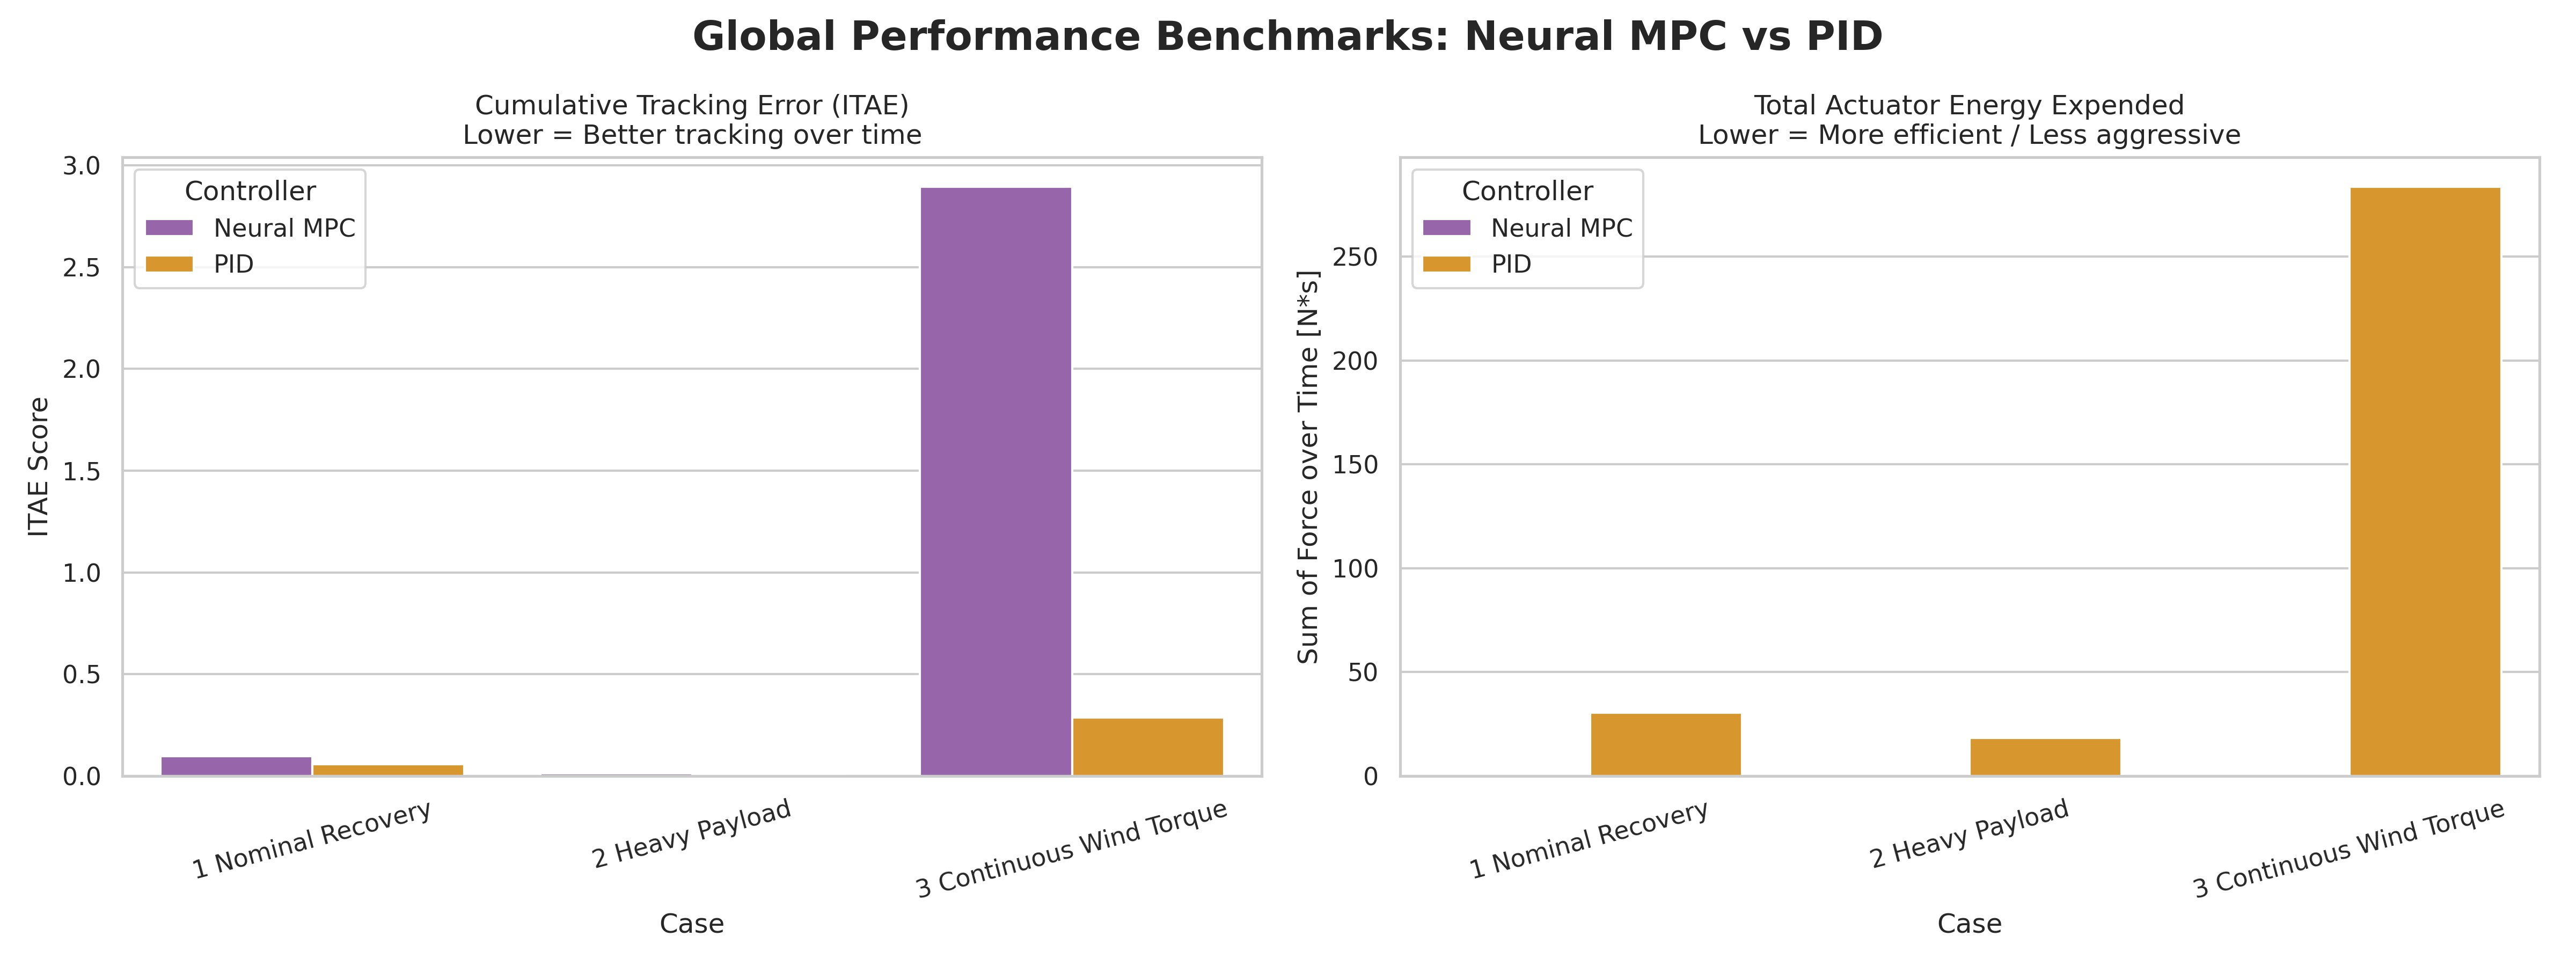 Global Performance Benchmarks: Neural MPC vs PID
Cumulative Tracking Error (ITAE)
Lower = Better tracking over time
Controller
Neural MPC
PID
ITAE Score
3.0
2.5
2.0
1.5
1.0
0.5
0.0
1 Nominal Recovery
2 Heavy Payload
3 Continuous Wind Torque
Case
Total Actuator Energy Expended
Lower = More efficient / Less aggressive
Controller
Neural MPC
PID
Sum of Force over Time [N*s]
250
200
150
100
50
0
1 Nominal Recovery
2 Heavy Payload
3 Continuous Wind Torque
Case